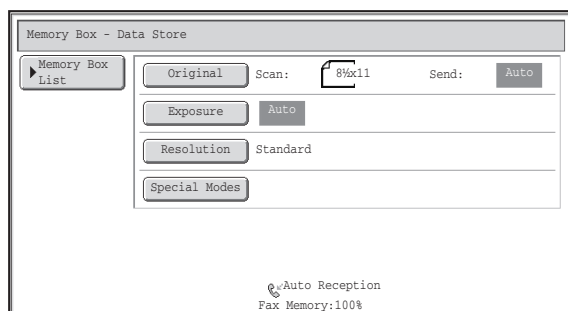 Memory Box - Data Store
Memory Box
List
Original Scan: 8½x11 Send: Auto
Exposure Auto
Resolution Standard
Special Modes
Auto Reception
Fax Memory:100%